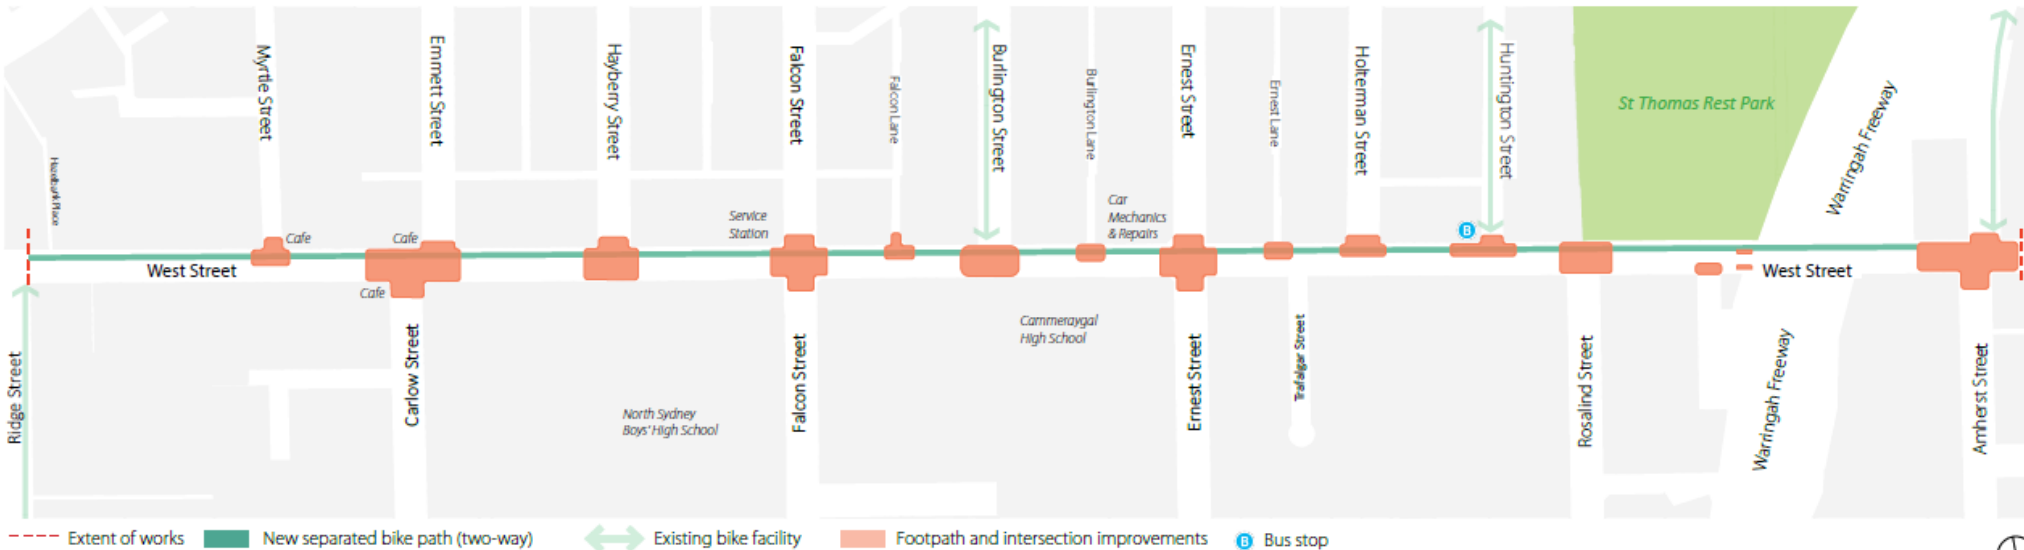 Myrtle Street
Emmett Street
Hayberry Street
Falcon Street
Falcon Lane
Burlington Street
Burlington Lane
Ernest Street
Ernest Lane
Holterman Street
Huntington Street
St Thomas Rest Park
Warringah Freeway
Hazelbank Place
Cafe
Cafe
Service
Station
Car
Mechanics
& Repairs
B
West Street
West Street
Cafe
Ridge Street
Carlow Street
North Sydney
Boys' High School
Falcon Street
Cammeraygal
High School
Ernest Street
Trafalgar Street
Rosalind Street
Warringah Freeway
Amherst Street
Extent of works
New separated bike path (two-way)
Existing bike facility
Footpath and intersection improvements
B Bus stop